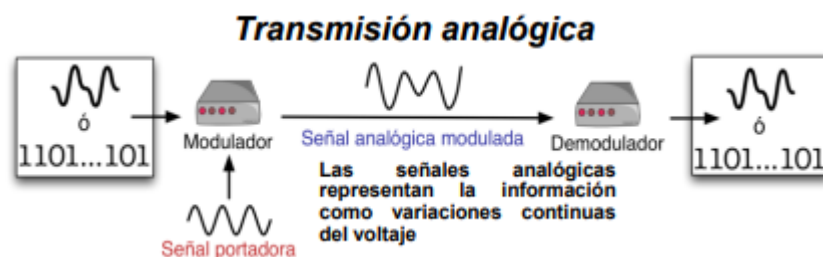 Transmisión analógica
ó
1101...101
Modulador
Señal portadora
Señal analógica modulada
Las señales analógicas
representan la información
como variaciones continuas
del voltaje
Demodulador
ó
1101...101